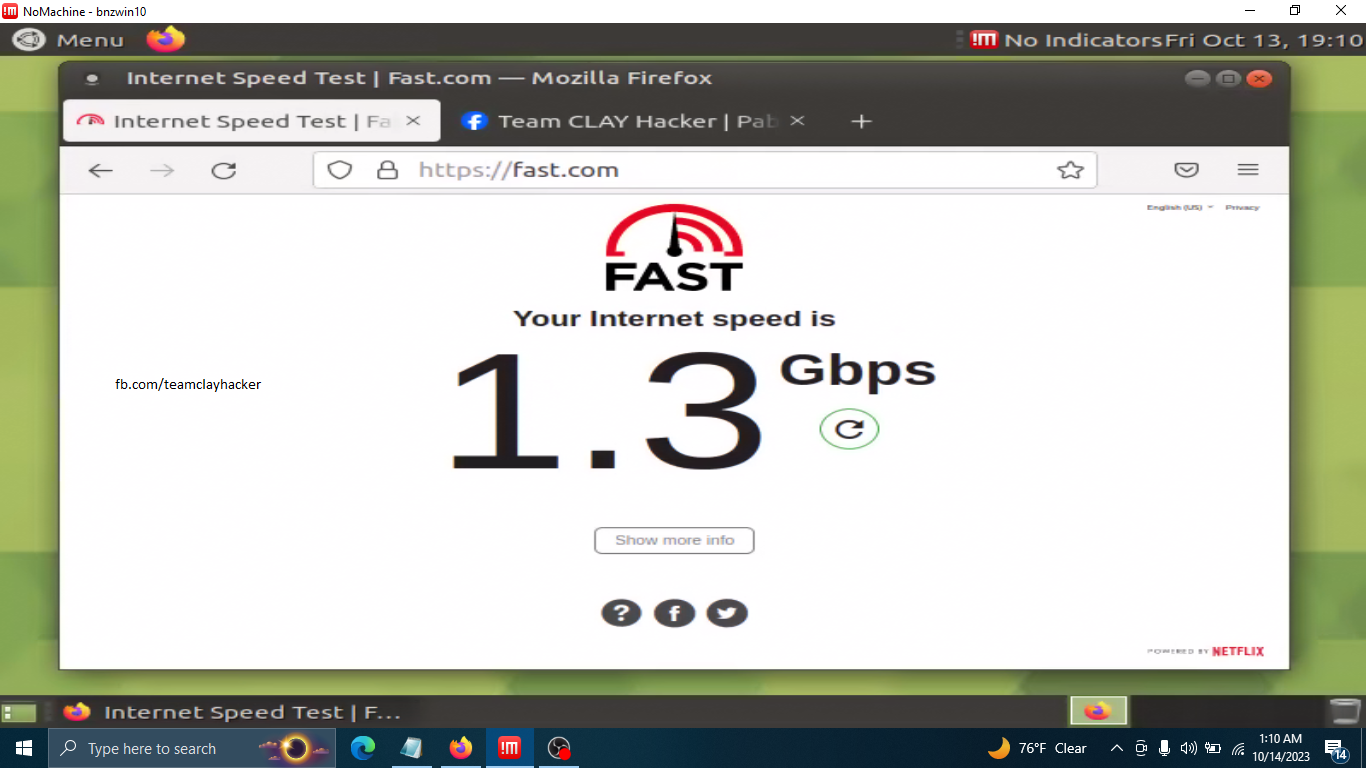 NoMachine - bnzwin10
Menu
No Indicators Fri Oct 13, 19:10
Internet Speed Test | Fast.com — Mozilla Firefox
Internet Speed Test | Fa
Team CLAY Hacker | Pab
https://fast.com
English (US)
Privacy
FAST
Your Internet speed is
1.3 Gbps
fb.com/teamclayhacker
Show more info
POWERED BY NETFLIX
Internet Speed Test | F...
Type here to search
76°F Clear
1:10 AM
10/14/2023
14